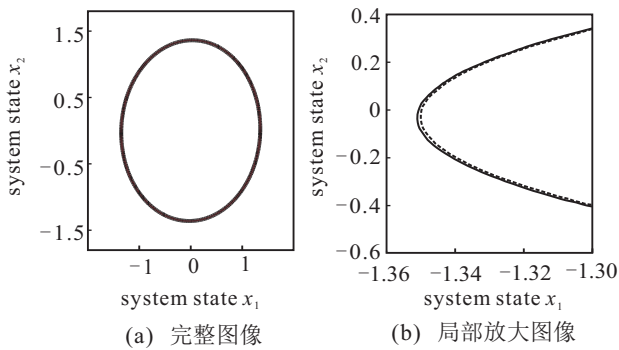 1.5
0.5
−0.5
−1.5
−1
0
1
system state x₂
system state x₁
(a) 完整图像
0.4
0.2
0
−0.2
−0.4
−0.6
−1.36
−1.34
−1.32
−1.30
system state x₂
system state x₁
(b) 局部放大图像